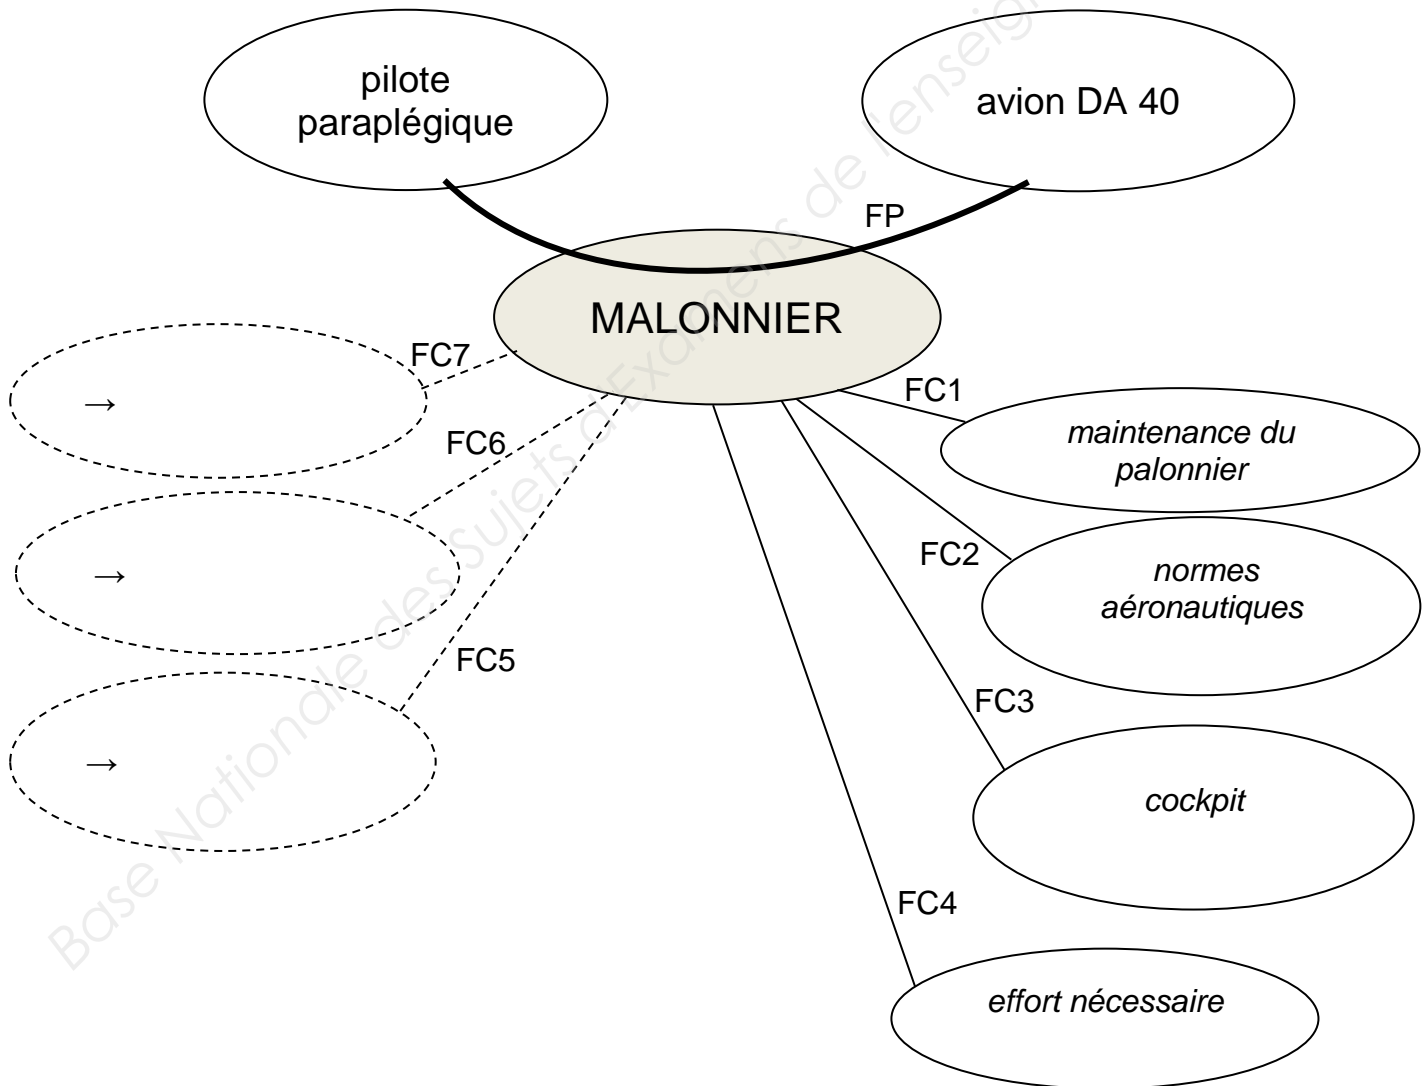 pilote
paraplégique
avion DA 40
FP
MALONNIER
FC7
→
FC1
maintenance du
palonnier
FC6
→
FC2
normes
aéronautiques
FC5
→
FC3
cockpit
FC4
effort nécessaire
Base Nationale des Sujets d'Examens de l'enseig